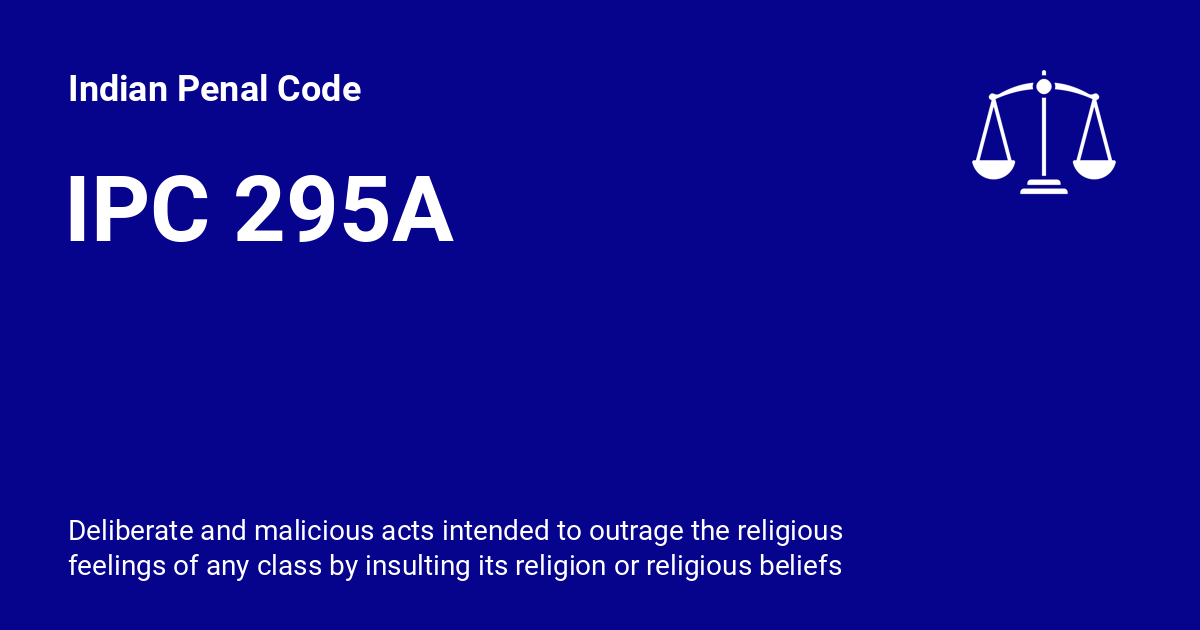 Indian Penal Code
IPC 295A
Deliberate and malicious acts intended to outrage the religious
feelings of any class by insulting its religion or religious beliefs